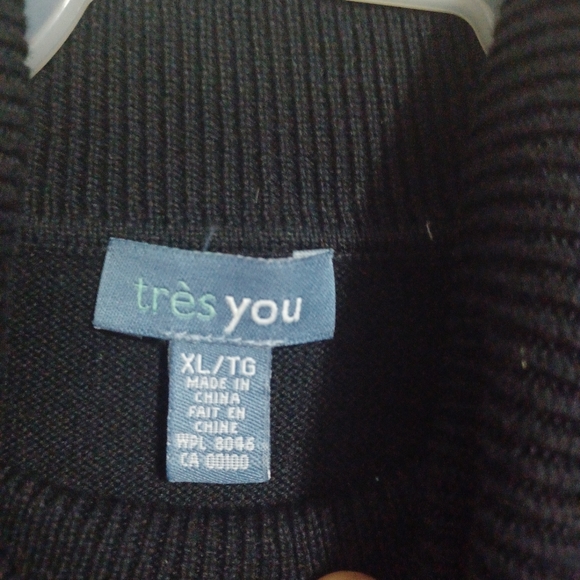 très you
XL/TG
MADE IN
CHINA
FAIT EN
CHINE
WPL 8046
CA 00100